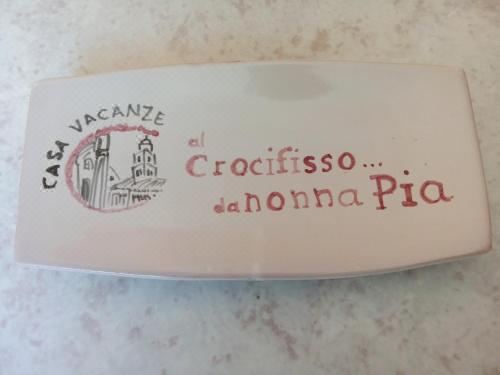 CASA VACANZE
al
Crocifisso...
da nonna Pia